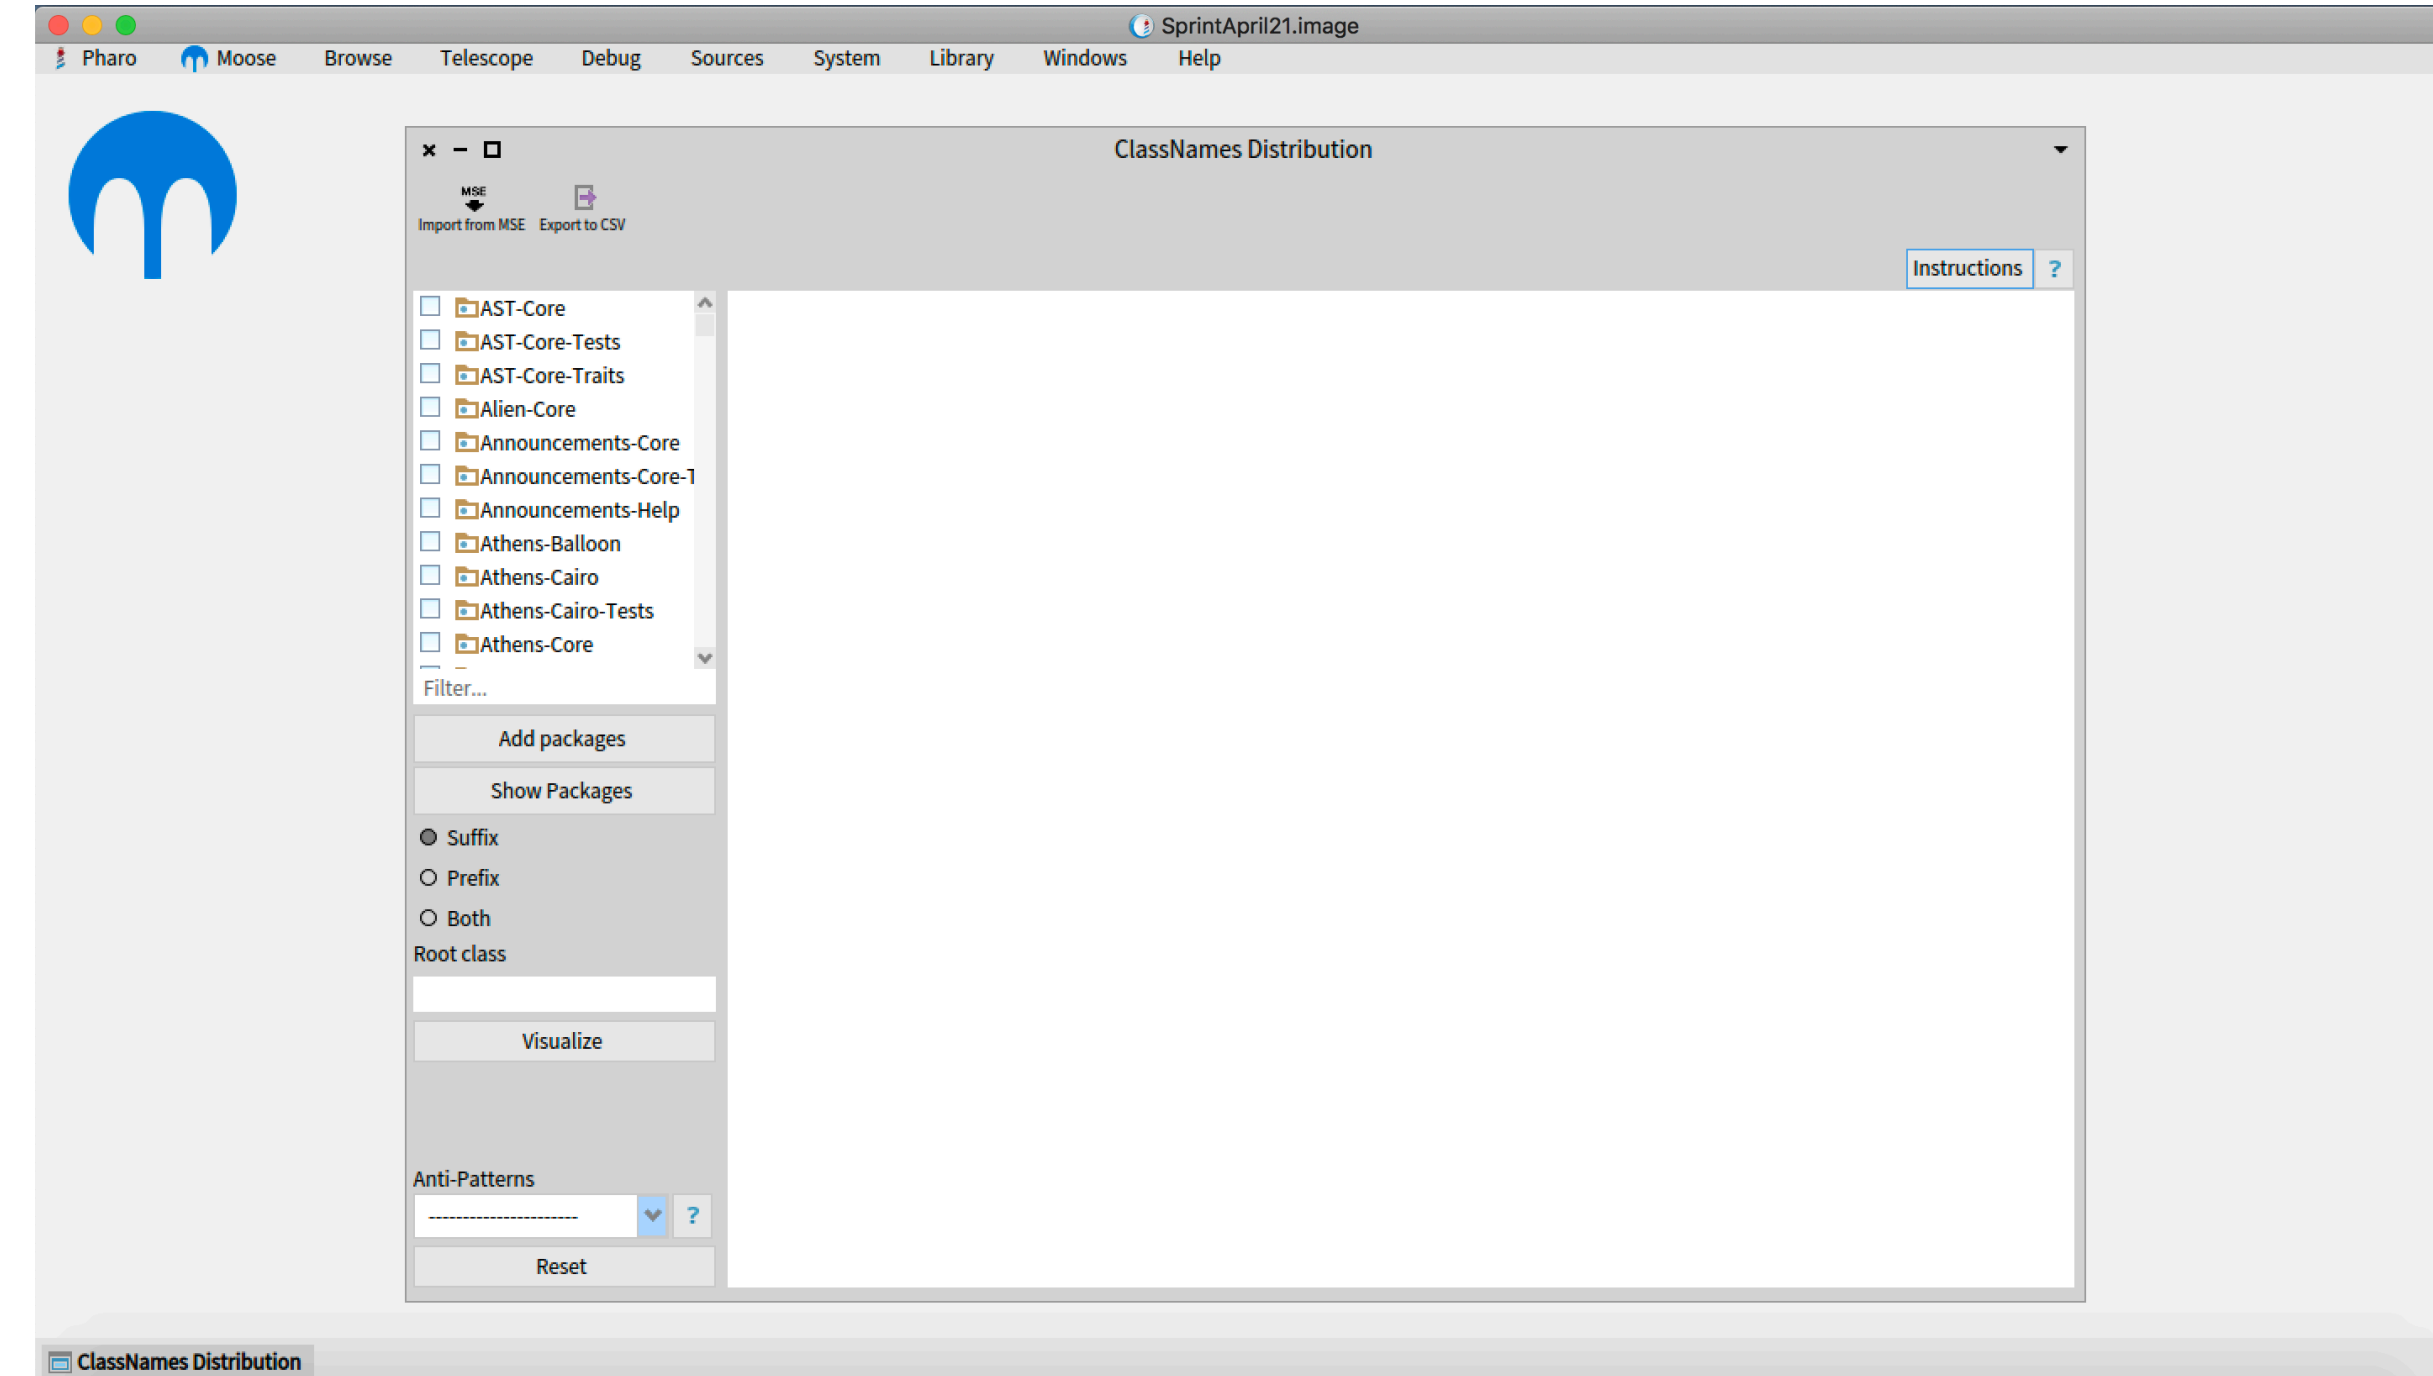 SprintApril21.image
Pharo Moose Browse Telescope Debug Sources System Library Windows Help
ClassNames Distribution
MSE
Import from MSE Export to CSV
Instructions ?
AST-Core
AST-Core-Tests
AST-Core-Traits
Alien-Core
Announcements-Core
Announcements-Core-T
Announcements-Help
Athens-Balloon
Athens-Cairo
Athens-Cairo-Tests
Athens-Core
Filter...
Add packages
Show Packages
Suffix
Prefix
Both
Root class
Visualize
Anti-Patterns
---------------------- ?
Reset
ClassNames Distribution